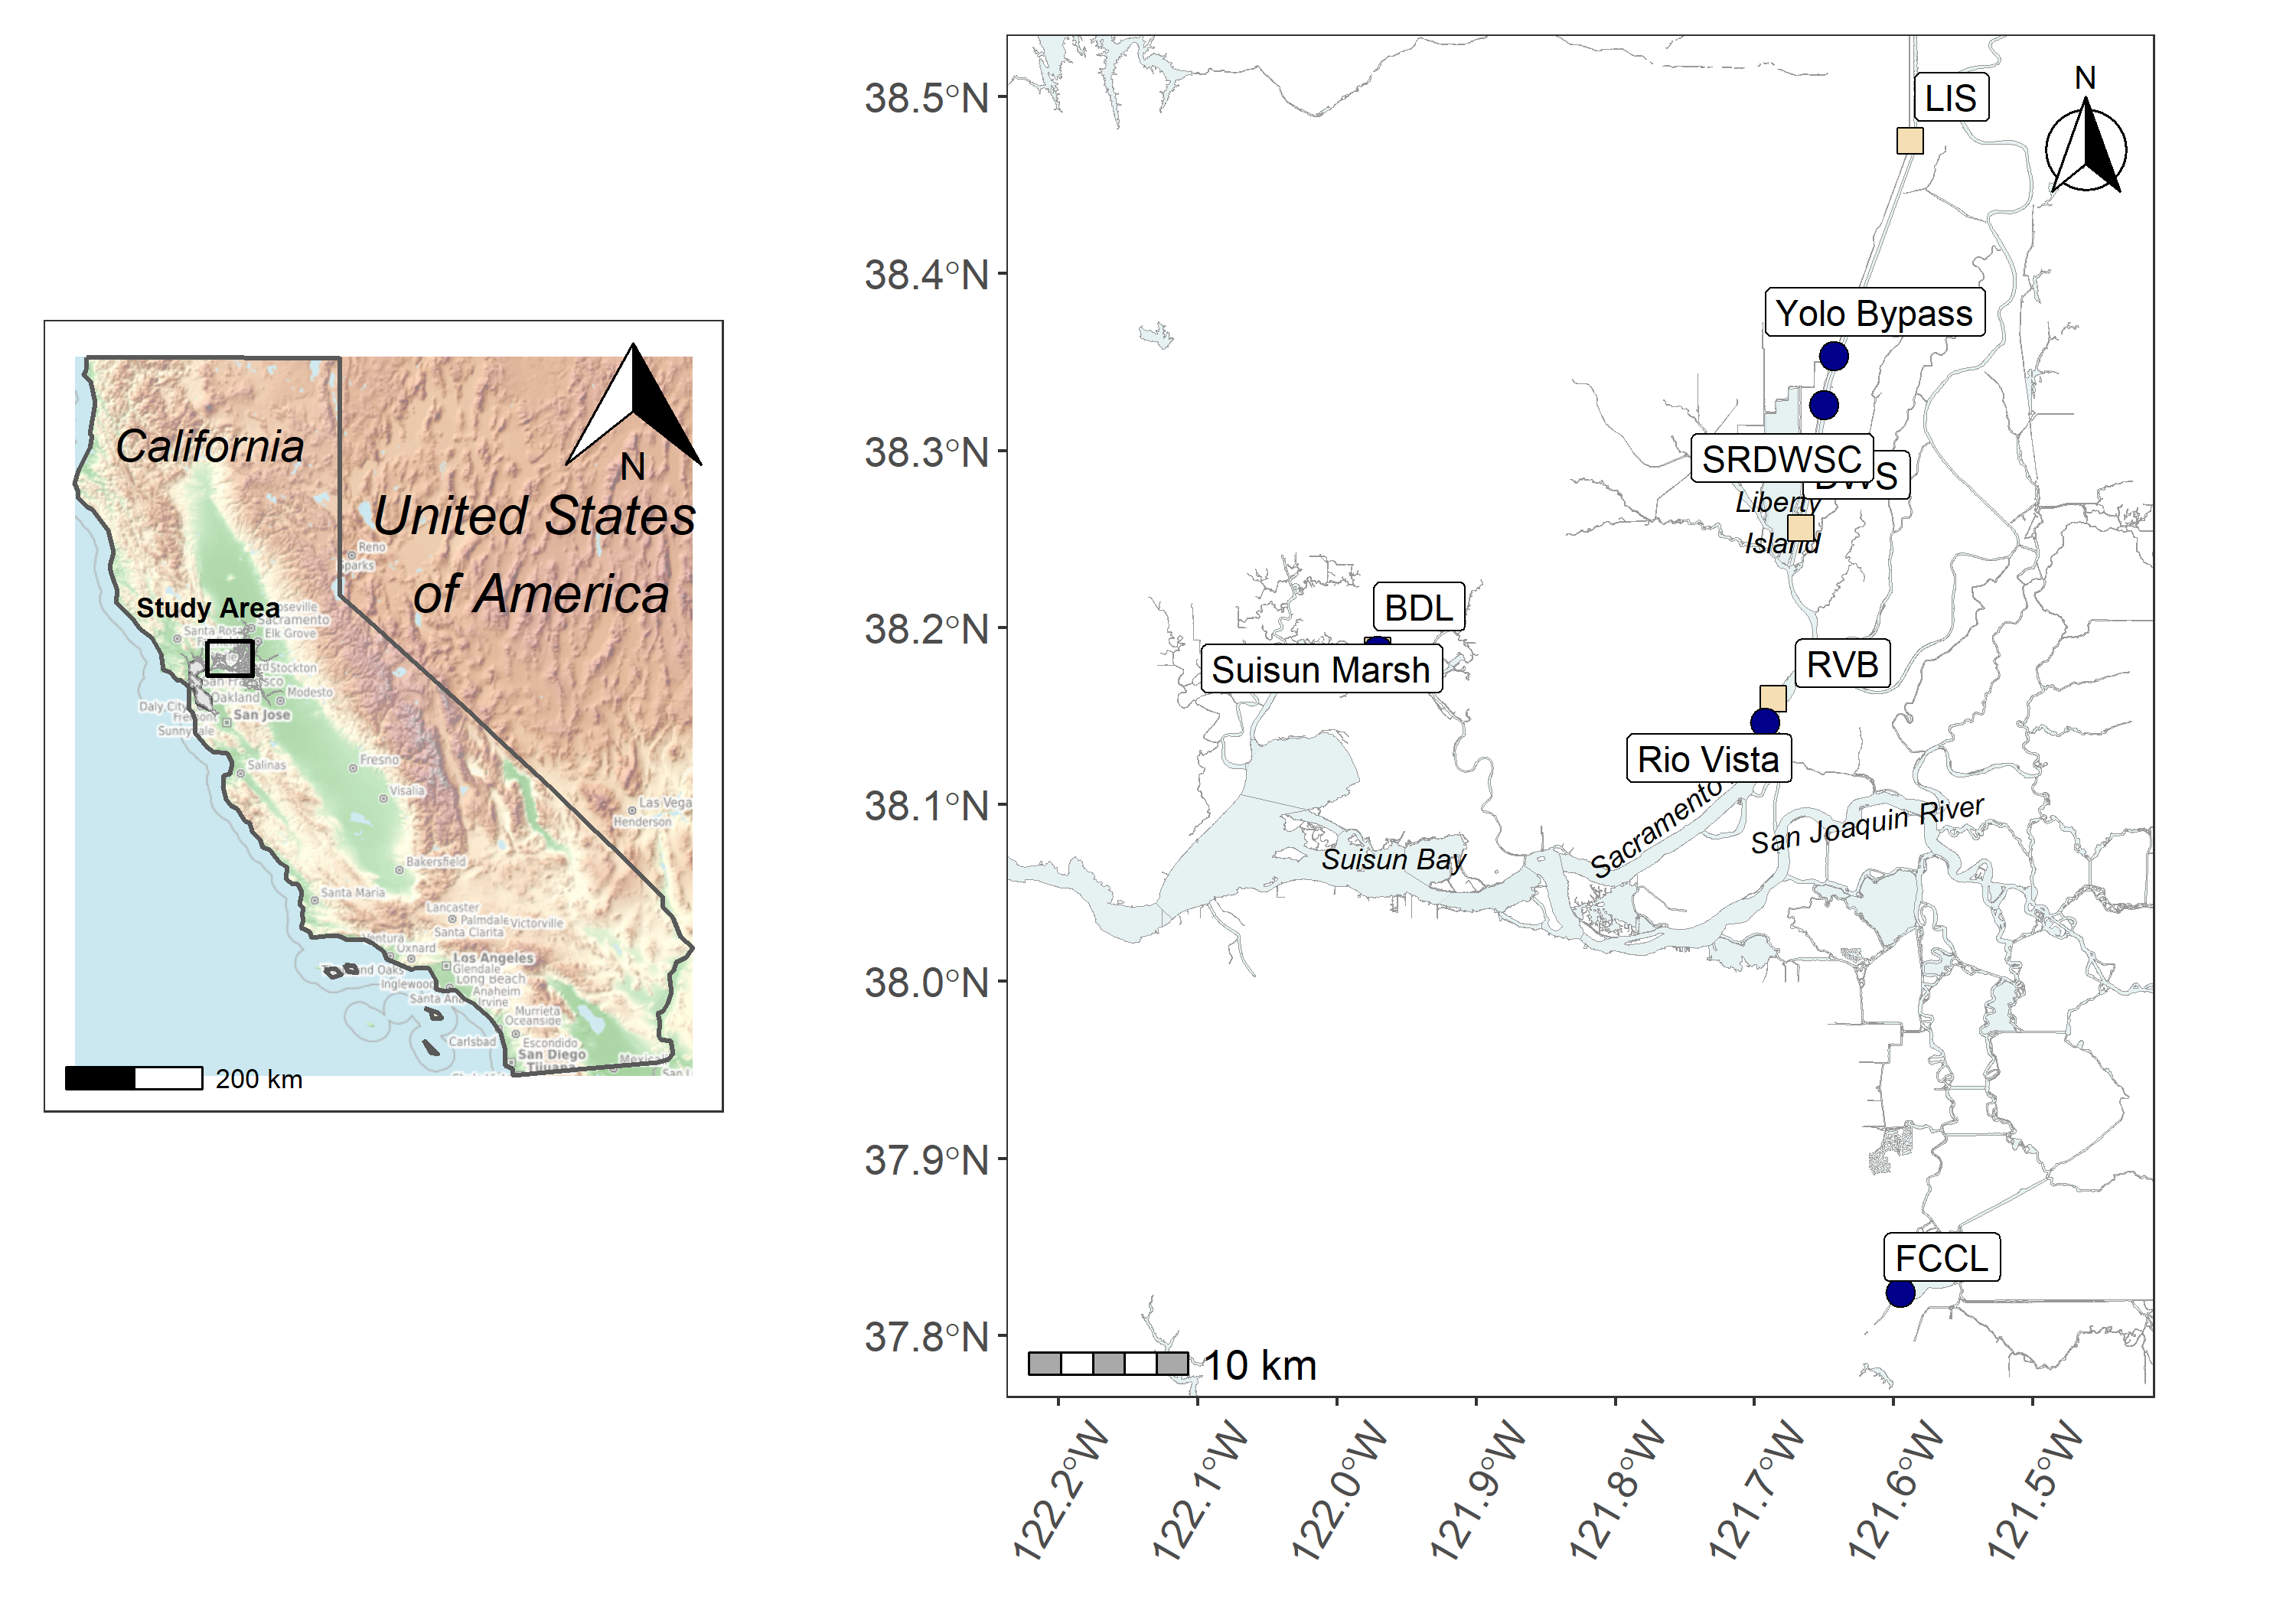 California
N
United States
of America
Reno
Sparks
Study Area
Roseville
Sacramento
Santa Rosa
Elk Grove
Stockton
Modesto
Oakland
Daly City
Fremont
San Jose
Sunnyvale
Salinas
Fresno
Visalia
Bakersfield
Santa Maria
Las Vega
Henderson
Lancaster
Palmdale
Victorville
Santa Clarita
Ventura
Oxnard
Los Angeles
Glendale
Long Beach
Inglewood
Anaheim
Santa Ana
Irvine
Murrieta
Oceanside
Carlsbad
Escondido
San Diego
Tijuana
Mexicali
200 km
38.5°N
38.4°N
38.3°N
38.2°N
38.1°N
38.0°N
37.9°N
37.8°N
N
LIS
Yolo Bypass
SRDWSC
DWS
Liberty
Island
BDL
Suisun Marsh
RVB
Rio Vista
Sacramento
San Joaquin River
Suisun Bay
FCCL
10 km
122.2°W
122.1°W
122.0°W
121.9°W
121.8°W
121.7°W
121.6°W
121.5°W